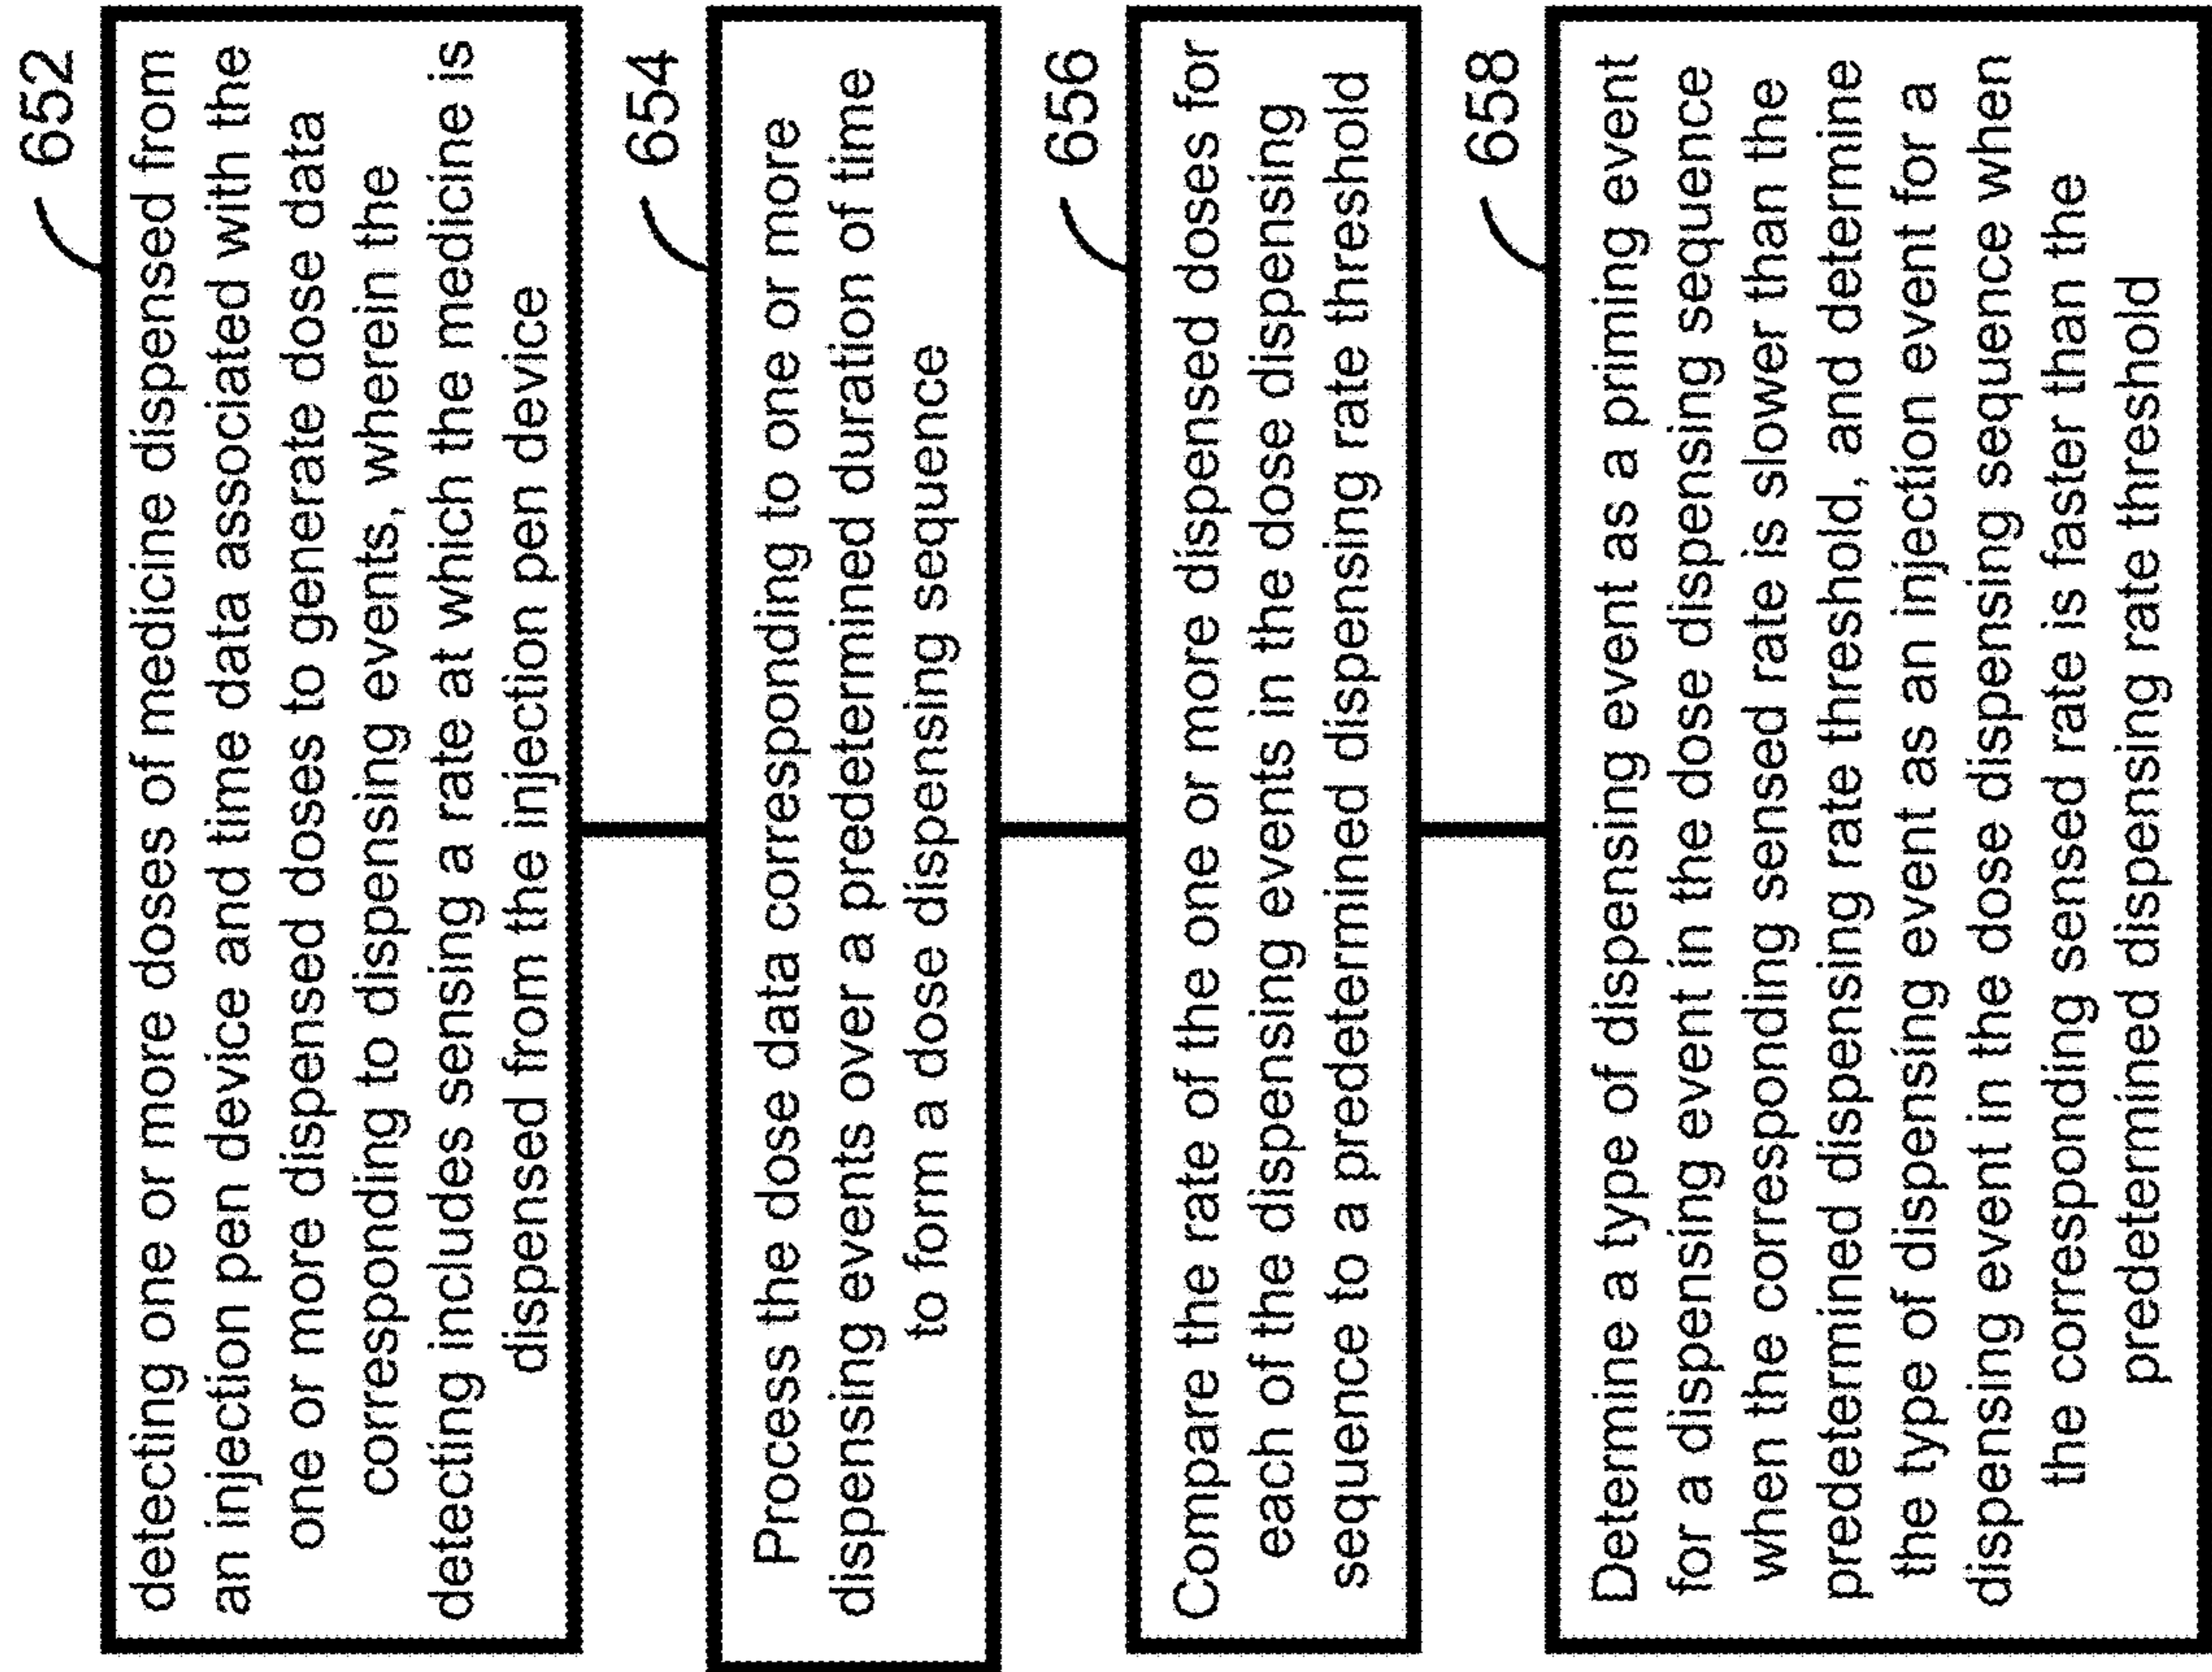 652
detecting one or more doses of medicine dispensed from
an injection pen device and time data associated with the
one or more dispensed doses to generate dose data
corresponding to dispensing events, wherein the
detecting includes sensing a rate at which the medicine is
dispensed from the injection pen device
654
Process the dose data corresponding to one or more
dispensing events over a predetermined duration of time
to form a dose dispensing sequence
656
Compare the rate of the one or more dispensed doses for
each of the dispensing events in the dose dispensing
sequence to a predetermined dispensing rate threshold
658
Determine a type of dispensing event as a priming event
for a dispensing event in the dose dispensing sequence
when the corresponding sensed rate is slower than the
predetermined dispensing rate threshold, and determine
the type of dispensing event as an injection event for a
dispensing event in the dose dispensing sequence when
the corresponding sensed rate is faster than the
predetermined dispensing rate threshold